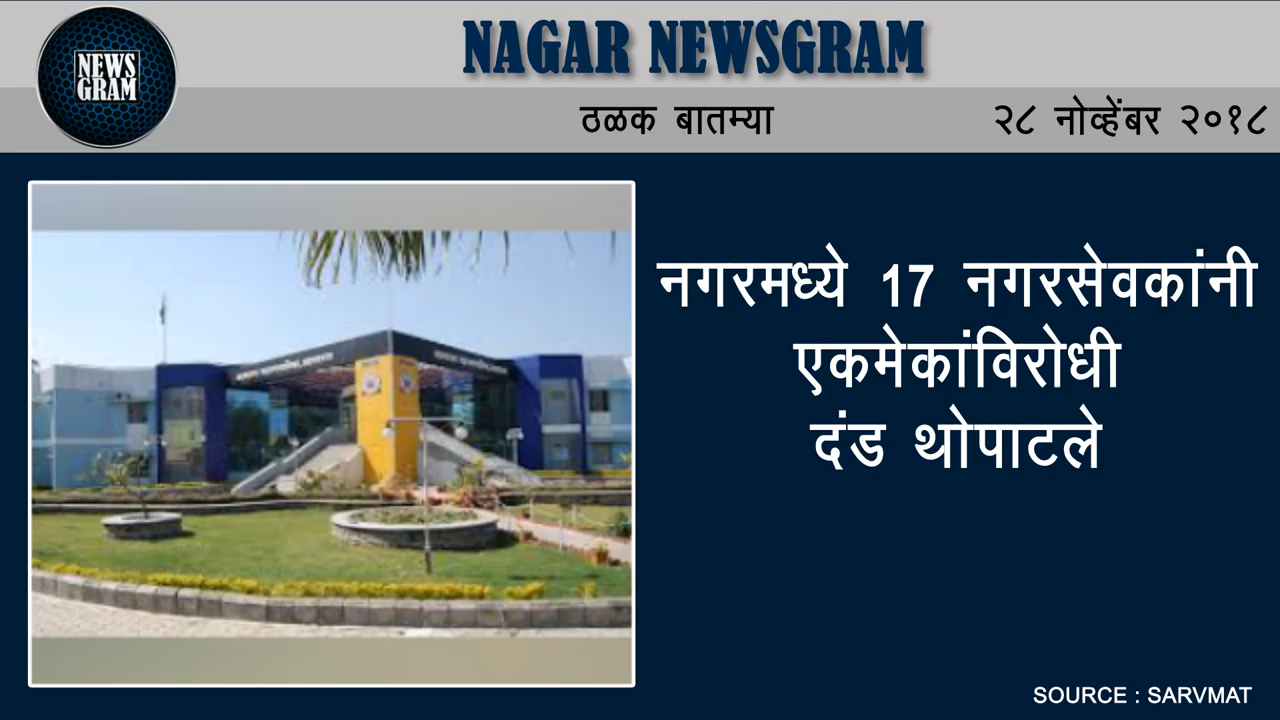 NEWS
GRAM
NAGAR NEWSGRAM
ठळक बातम्या
२८ नोव्हेंबर २०१८
नगरमध्ये 17 नगरसेवकांनी
एकमेकांविरोधी
दंड थोपाटले
SOURCE : SARVMAT